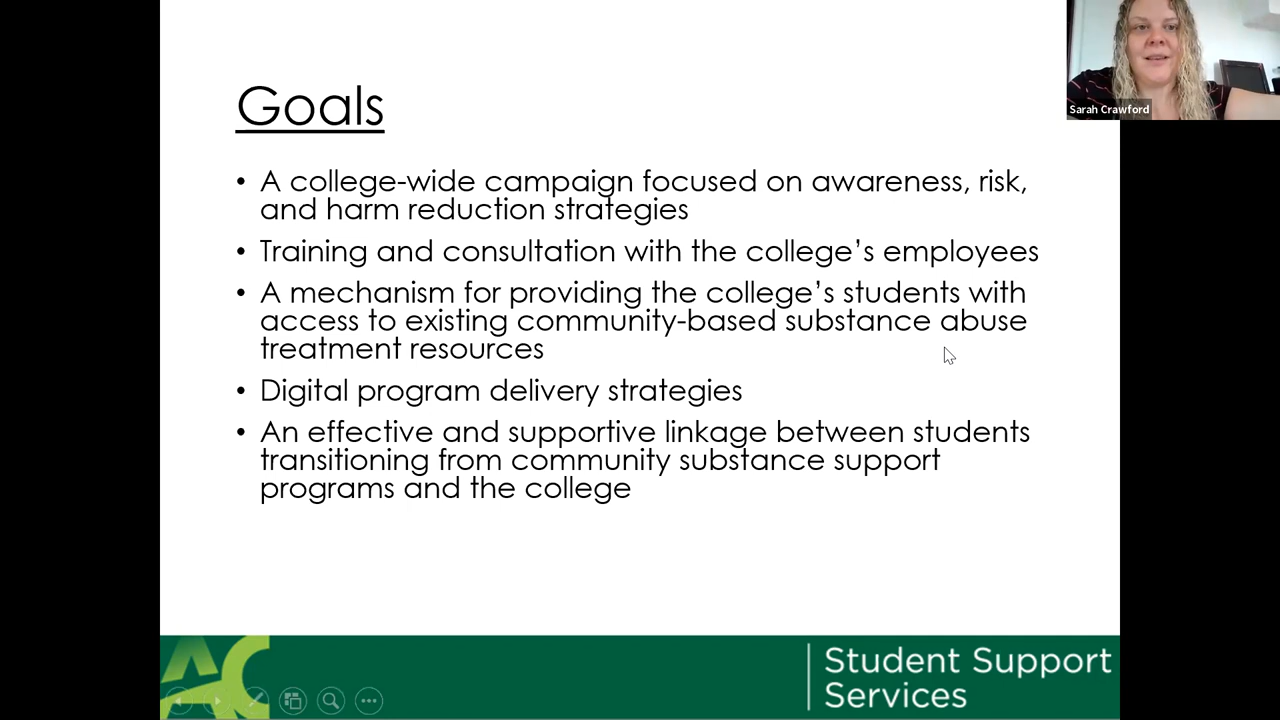 Sarah Crawford
Goals
• A college-wide campaign focused on awareness, risk,
and harm reduction strategies
• Training and consultation with the college’s employees
• A mechanism for providing the college’s students with
access to existing community-based substance abuse
treatment resources
• Digital program delivery strategies
• An effective and supportive linkage between students
transitioning from community substance support
programs and the college
AC
Student Support
Services